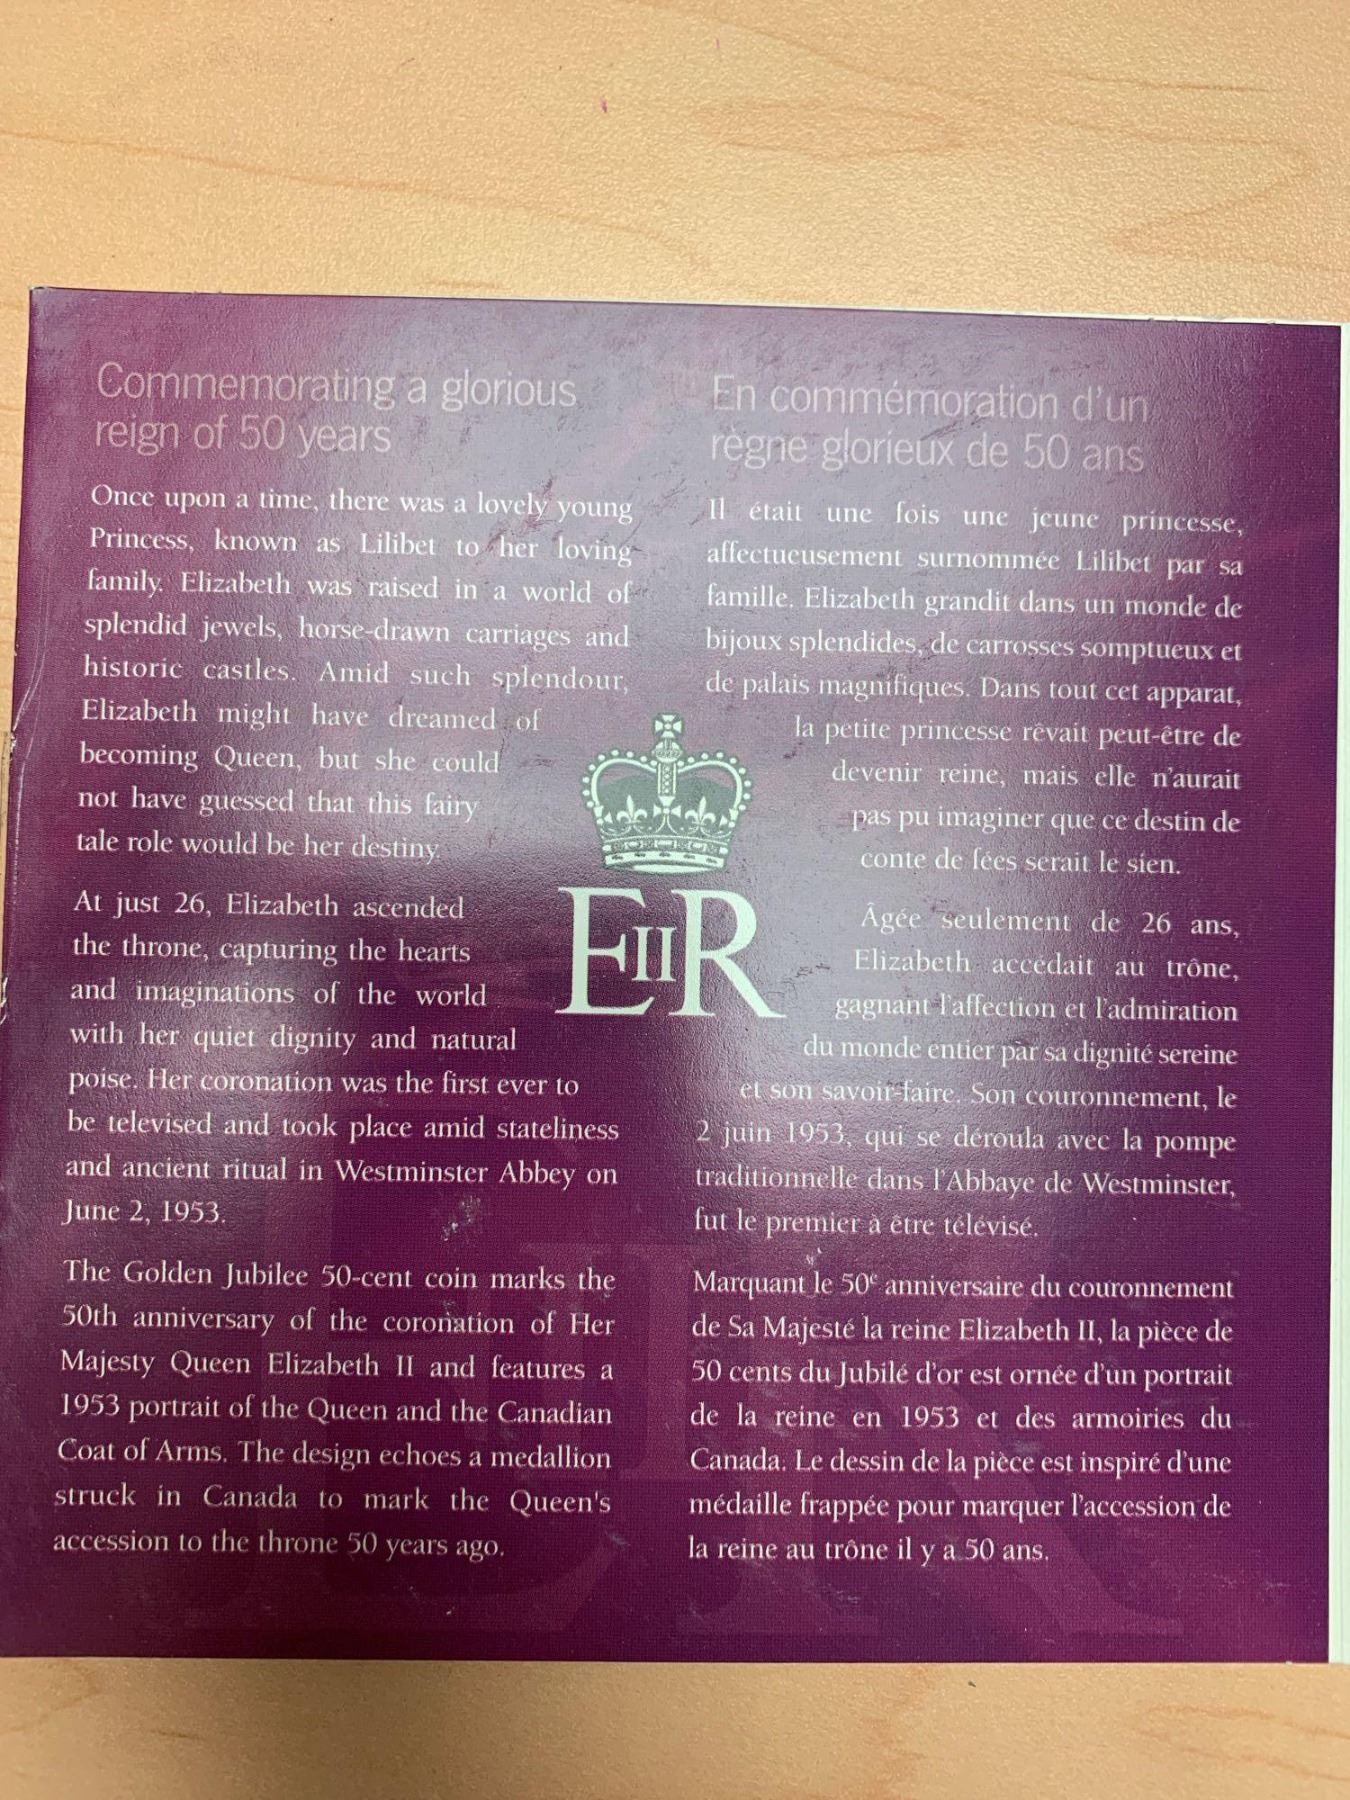 Commemorating a glorious
reign of 50 years
Once upon a time, there was a lovely young
Princess, known as Lilibet to her loving
family. Elizabeth was raised in a world of
splendid jewels, horse-drawn carriages and
historic castles. Amid such splendour,
Elizabeth might have dreamed of
becoming Queen, but she could
not have guessed that this fairy
tale role would be her destiny.
At just 26, Elizabeth ascended
the throne, capturing the hearts
and imaginations of the world
with her quiet dignity and natural
poise. Her coronation was the first ever to
be televised and took place amid stateliness
and ancient ritual in Westminster Abbey on
June 2, 1953.
The Golden Jubilee 50-cent coin marks the
50th anniversary of the coronation of Her
Majesty Queen Elizabeth II and features a
1953 portrait of the Queen and the Canadian
Coat of Arms. The design echoes a medallion
struck in Canada to mark the Queen's
accession to the throne 50 years ago.
EIIR
En commémoration d'un
règne glorieux de 50 ans
Il était une fois une jeune princesse,
affectueusement surnommée Lilibet par sa
famille. Elizabeth grandit dans un monde de
bijoux splendides, de carrosses somptueux et
de palais magnifiques. Dans tout cet apparat,
la petite princesse rêvait peut-être de
devenir reine, mais elle n'aurait
pas pu imaginer que ce destin de
conte de fées serait le sien.
Âgée seulement de 26 ans,
Elizabeth accédait au trône,
gagnant l'affection et l'admiration
du monde entier par sa dignité sereine
et son savoir-faire. Son couronnement, le
2 juin 1953, qui se déroula avec la pompe
traditionnelle dans l'Abbaye de Westminster,
fut le premier à être télévisé.
Marquant le 50e anniversaire du couronnement
de Sa Majesté la reine Elizabeth II, la pièce de
50 cents du Jubilé d'or est ornée d'un portrait
de la reine en 1953 et des armoiries du
Canada. Le dessin de la pièce est inspiré d'une
médaille frappée pour marquer l'accession de
la reine au trône il y a 50 ans.